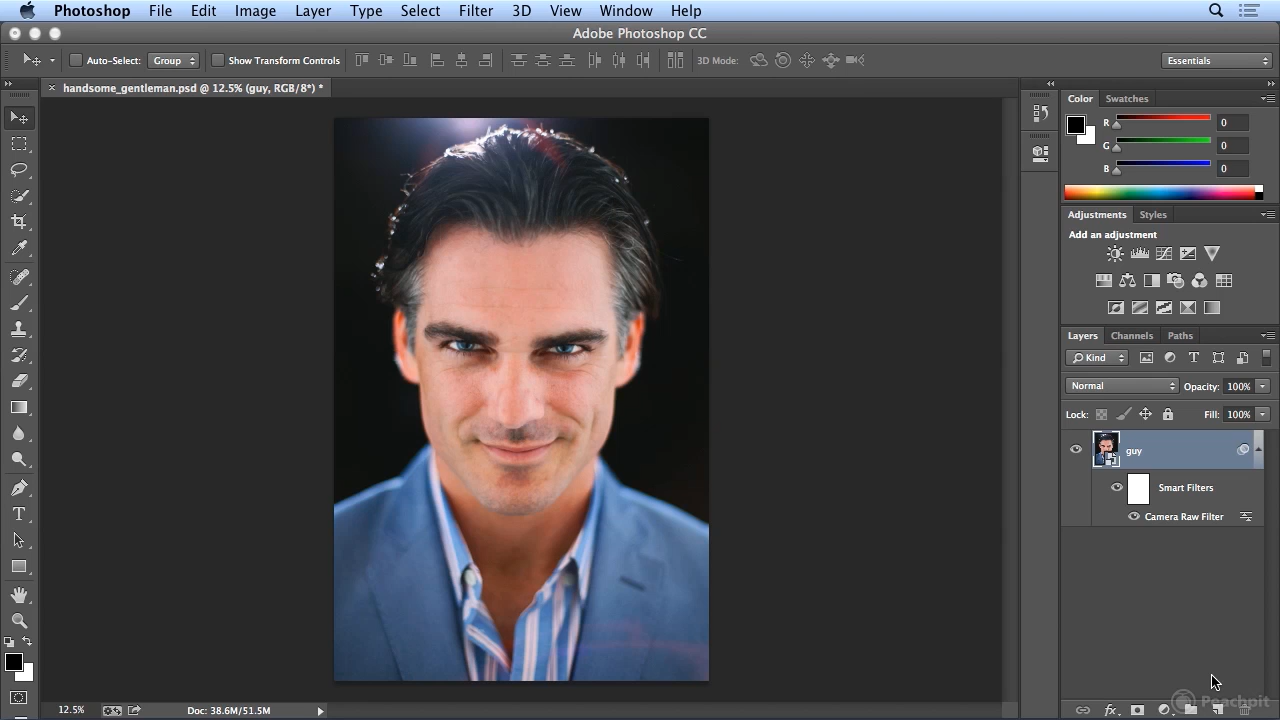 Photoshop File Edit Image Layer Type Select Filter 3D View Window Help
Adobe Photoshop CC
Auto-Select: Group Show Transform Controls 3D Mode: Essentials
× handsome_gentleman.psd @ 12.5% (guy, RGB/8*) *
Color Swatches
R 0
G 0
B 0
Adjustments Styles
Add an adjustment
Layers Channels Paths
Kind T
Normal Opacity: 100%
Lock: Fill: 100%
guy
Smart Filters
Camera Raw Filter
T
12.5% Doc: 38.6M/51.5M
fx
Peachpit